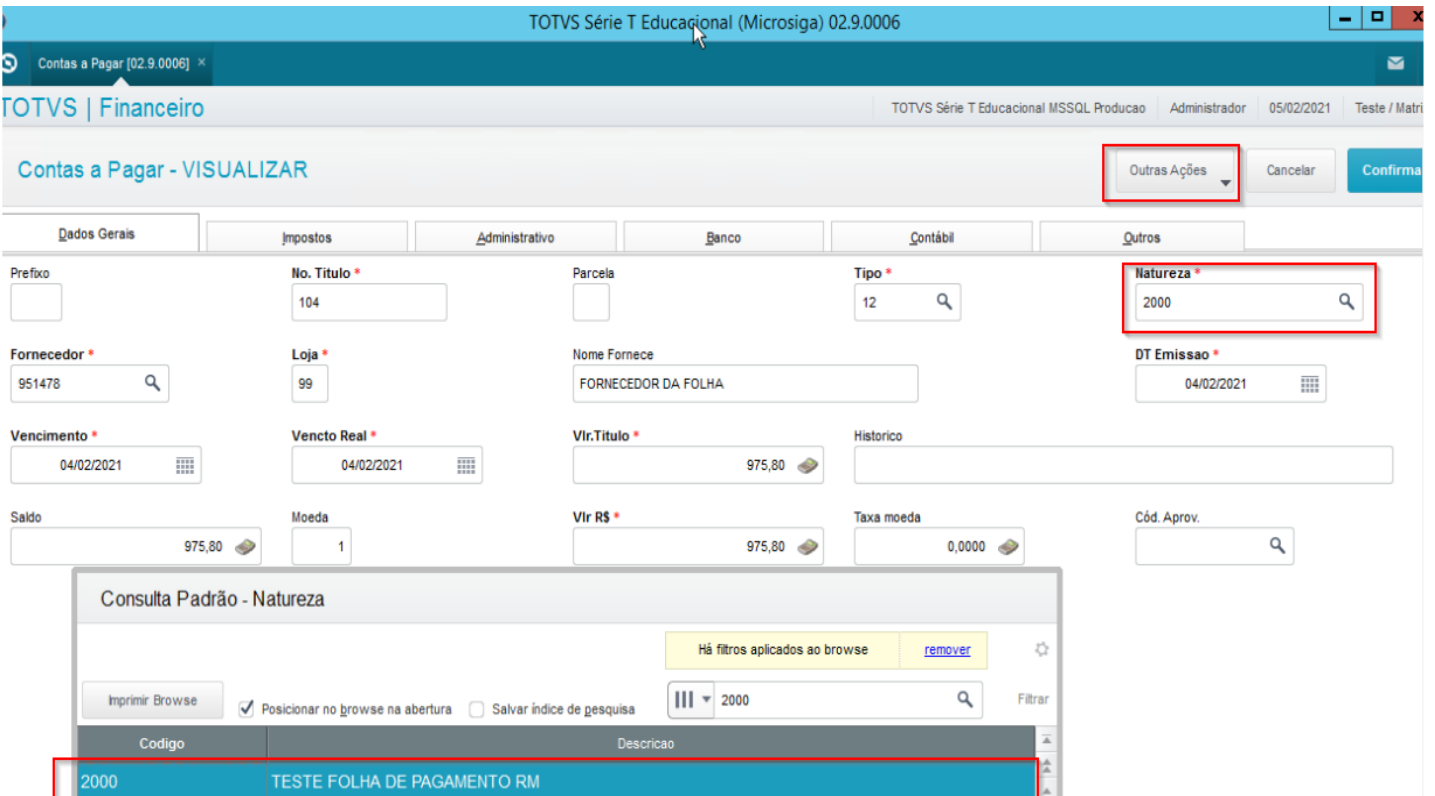 TOTVS Série T Educacional (Microsiga) 02.9.0006
Contas a Pagar [02.9.0006] ×
TOTVS | Financeiro
TOTVS Série T Educacional MSSQL Producao Administrador 05/02/2021 Teste / Matri
Contas a Pagar - VISUALIZAR
Outras Ações Cancelar Confirma
Dados Gerais Impostos Administrativo Banco Contábil Outros
Prefixo No. Titulo * Parcela Tipo * Natureza *
104 12 2000
Fornecedor * Loja * Nome Fornece DT Emissao *
951478 99 FORNECEDOR DA FOLHA 04/02/2021
Vencimento * Vencto Real * Vlr.Titulo * Historico
04/02/2021 04/02/2021 975,80
Saldo Moeda Vlr R$ * Taxa moeda Cód. Aprov.
975,80 1 975,80 0,0000
Consulta Padrão - Natureza
Há filtros aplicados ao browse remover
Imprimir Browse Posicionar no browse na abertura Salvar índice de pesquisa 2000 Filtrar
Codigo Descricao
2000 TESTE FOLHA DE PAGAMENTO RM